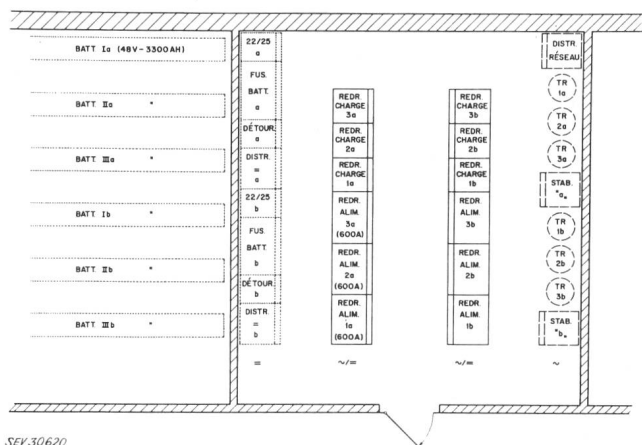 BATT. Ia (48V – 3300AH)
BATT. IIa "
BATT. IIIa "
BATT. Ib "
BATT. IIb "
BATT. IIIb "
22/25
a
FUS.
BATT.
a
DÉTOUR.
a
DISTR.
=
a
22/25
b
FUS.
BATT.
b
DÉTOUR.
b
DISTR.
=
b
=
REDR.
CHARGE
3a
REDR.
CHARGE
2a
REDR.
CHARGE
1a
REDR.
ALIM.
3a
(600A)
REDR.
ALIM.
2a
(600A)
REDR.
ALIM.
1a
(600A)
~/=
REDR.
CHARGE
3b
REDR.
CHARGE
2b
REDR.
CHARGE
1b
REDR.
ALIM.
3b
REDR.
ALIM.
2b
REDR.
ALIM.
1b
~/=
DISTR.
RÉSEAU
TR
1a
TR
2a
TR
3a
STAB.
"a"
TR
1b
TR
2b
TR
3b
STAB.
"b"
~
SEV 30620